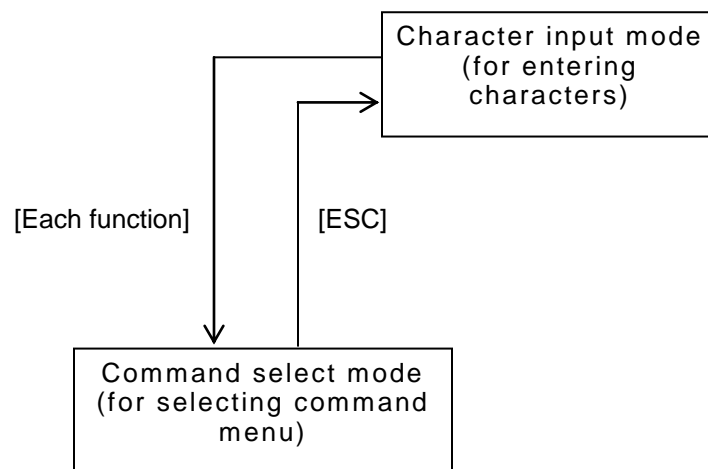 Character input mode
(for entering
characters)
[Each function]
[ESC]
Command select mode
(for selecting command
menu)